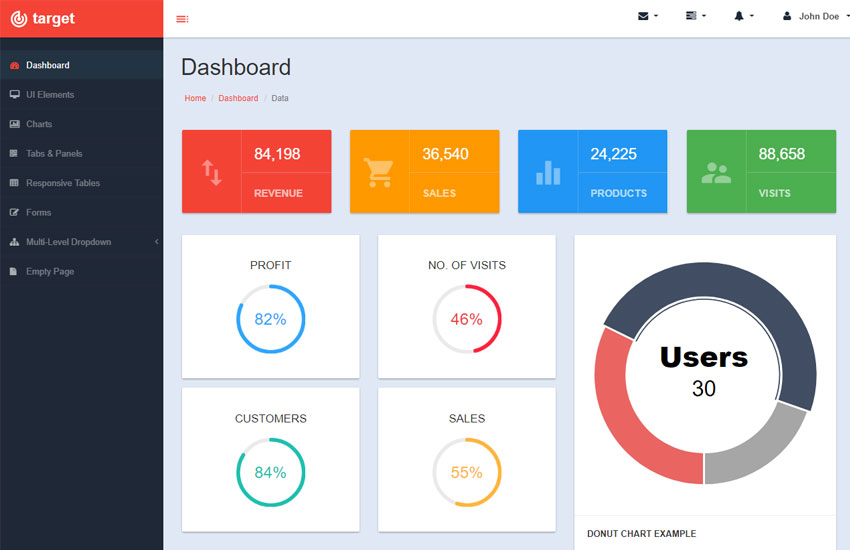 target
John Doe
Dashboard
UI Elements
Charts
Tabs & Panels
Responsive Tables
Forms
Multi-Level Dropdown
Empty Page
Dashboard
Home / Dashboard / Data
84,198
REVENUE
36,540
SALES
24,225
PRODUCTS
88,658
VISITS
PROFIT
82%
NO. OF VISITS
46%
CUSTOMERS
84%
SALES
55%
Users
30
DONUT CHART EXAMPLE